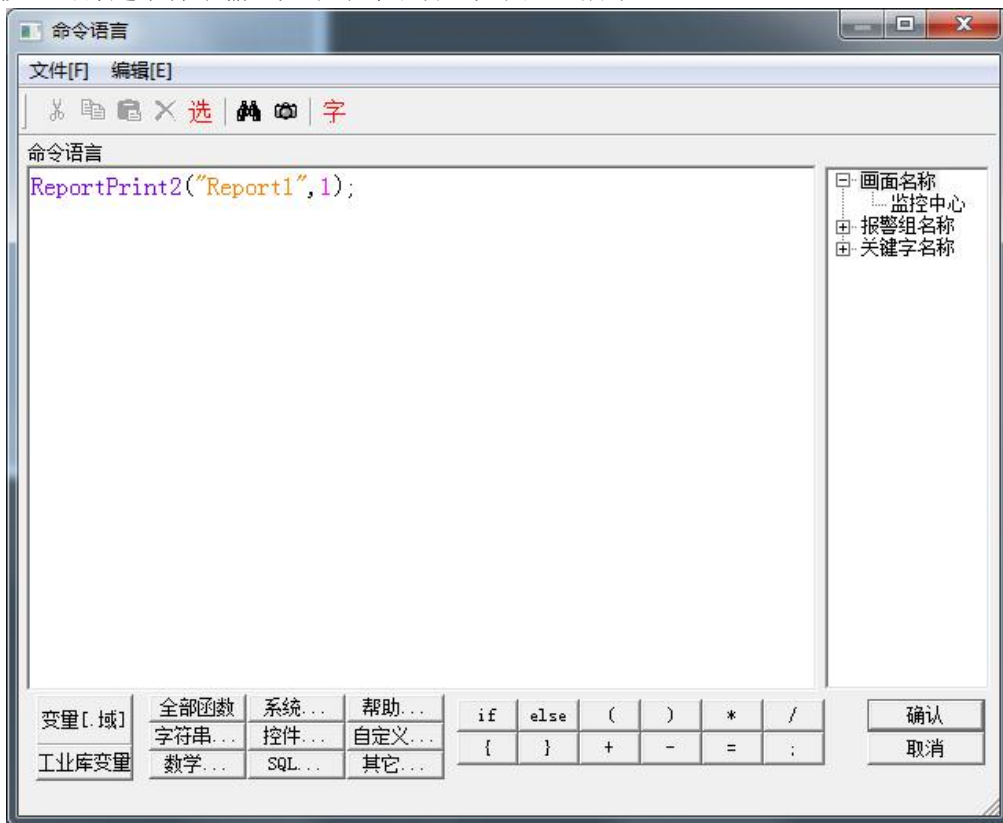 命令语言
文件[F] 编辑[E]
选 字
命令语言
ReportPrint2("Report1",1);
画面名称
监控中心
报警组名称
关键字名称
变量[.域] 全部函数 系统... 帮助... if else ( ) * / 确认
字符串... 控件... 自定义... { } + - = ; 取消
工业库变量 数学... SQL... 其它...